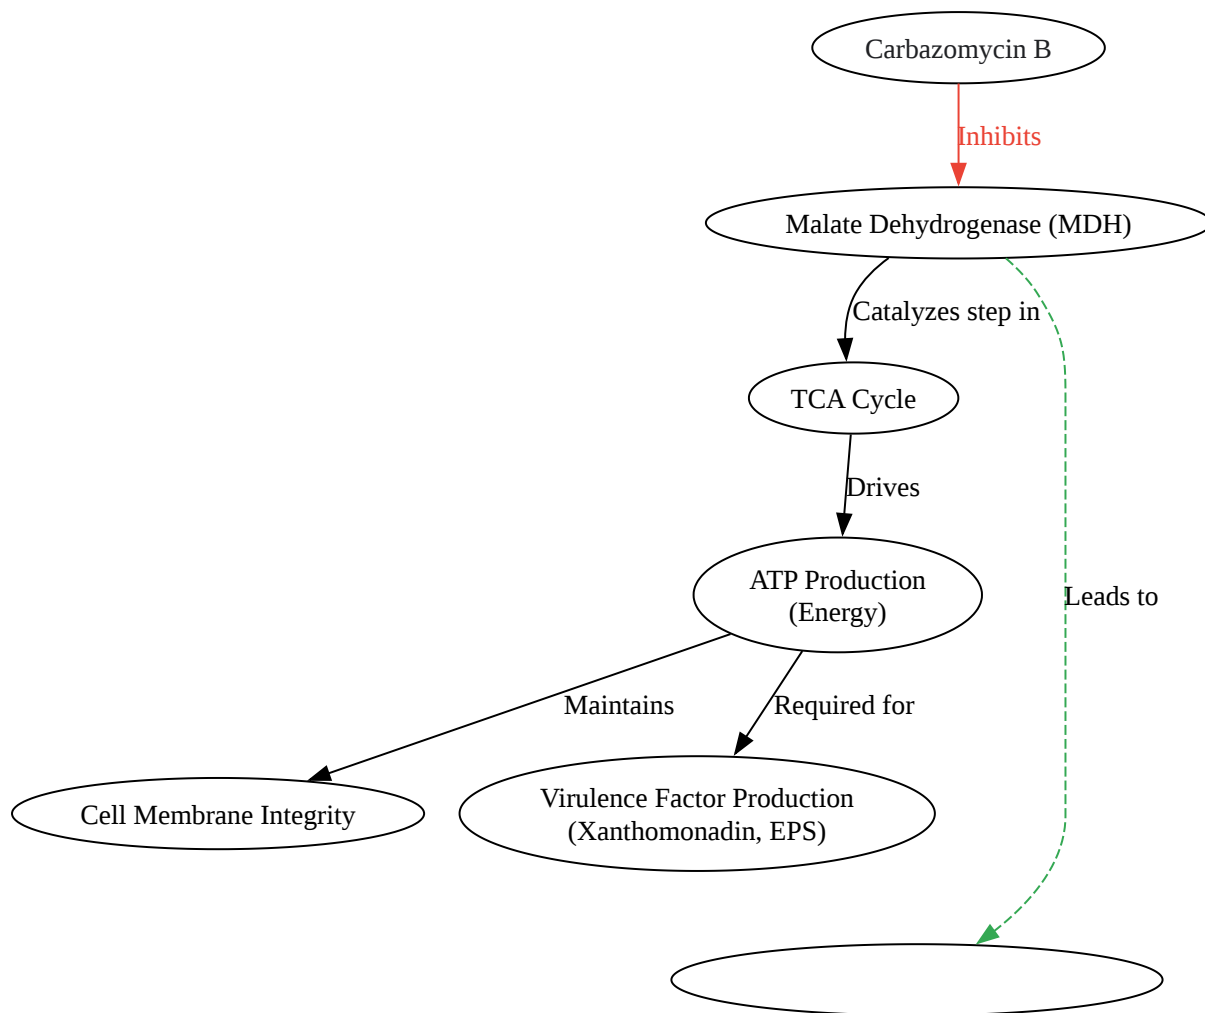 Carbazomycin B
Inhibits
Malate Dehydrogenase (MDH)
Catalyzes step in
TCA Cycle
Drives
ATP Production
(Energy)
Leads to
Maintains
Required for
Cell Membrane Integrity
Virulence Factor Production
(Xanthomonadin, EPS)